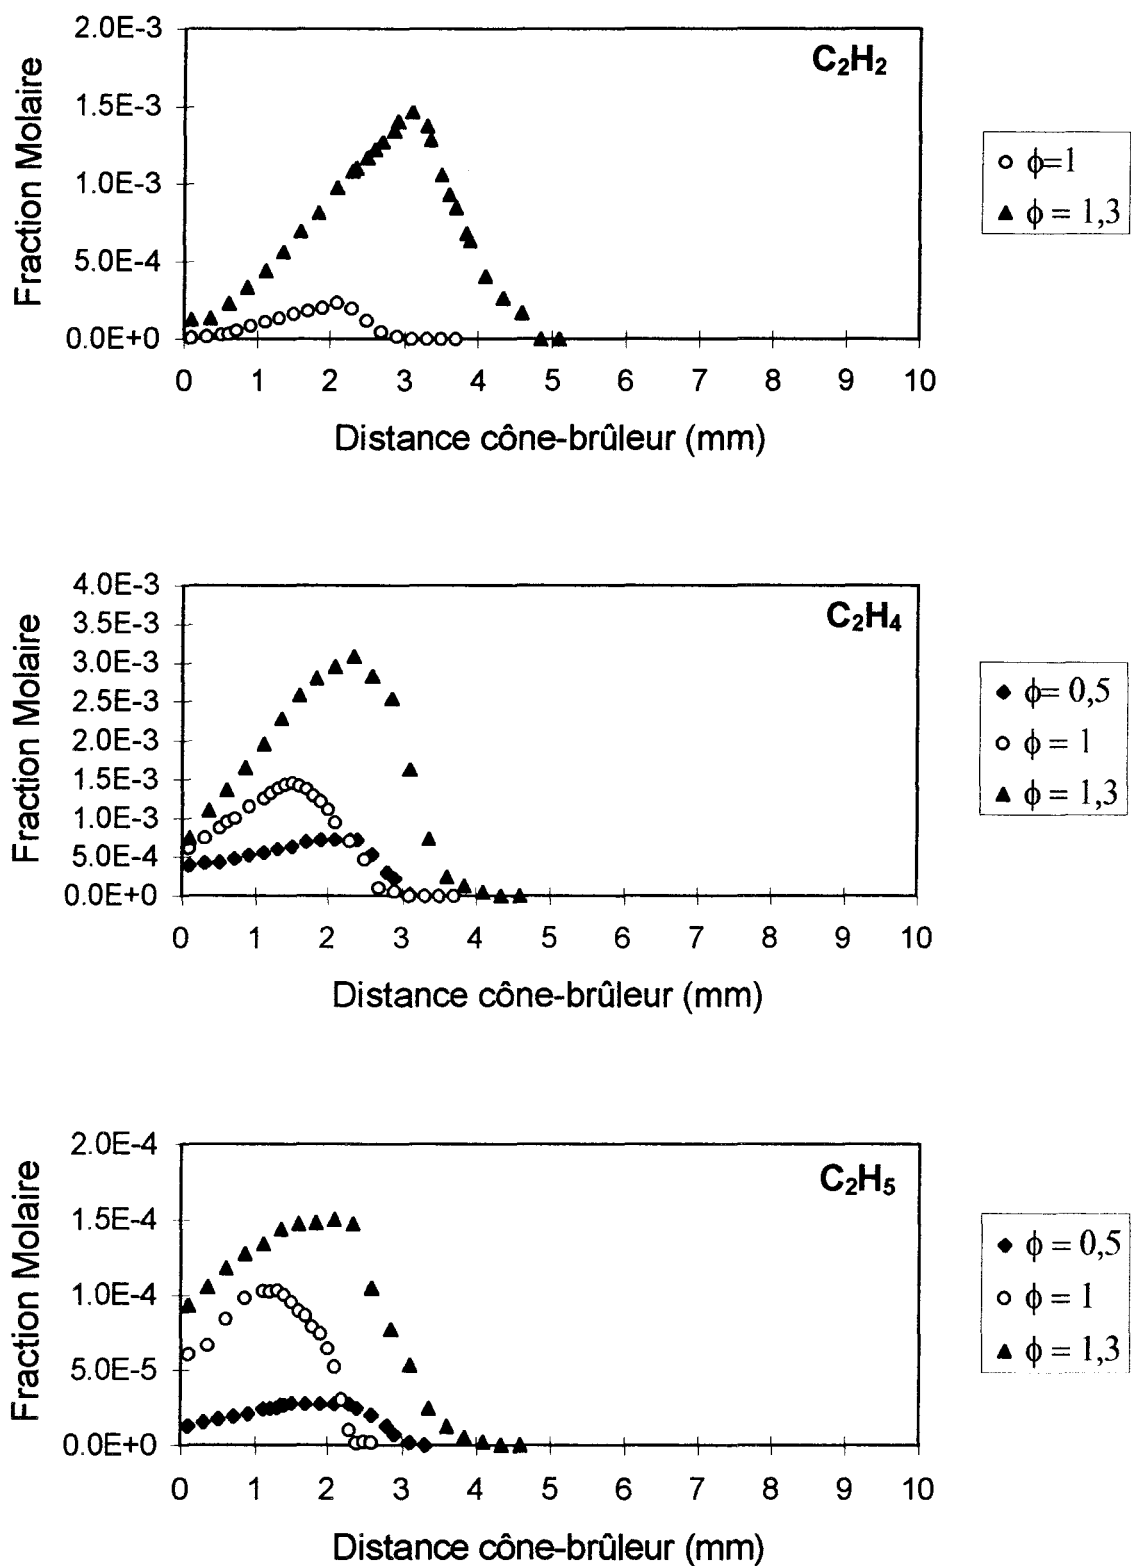 C₂H₂
Fraction Molaire
2.0E-3
1.5E-3
1.0E-3
5.0E-4
0.0E+0
0 1 2 3 4 5 6 7 8 9 10
Distance cône-brûleur (mm)
ϕ=1
ϕ = 1,3
C₂H₄
Fraction Molaire
4.0E-3
3.5E-3
3.0E-3
2.5E-3
2.0E-3
1.5E-3
1.0E-3
5.0E-4
0.0E+0
0 1 2 3 4 5 6 7 8 9 10
Distance cône-brûleur (mm)
ϕ= 0,5
ϕ = 1
ϕ = 1,3
C₂H₅
Fraction Molaire
2.0E-4
1.5E-4
1.0E-4
5.0E-5
0.0E+0
0 1 2 3 4 5 6 7 8 9 10
Distance cône-brûleur (mm)
ϕ = 0,5
ϕ = 1
ϕ = 1,3